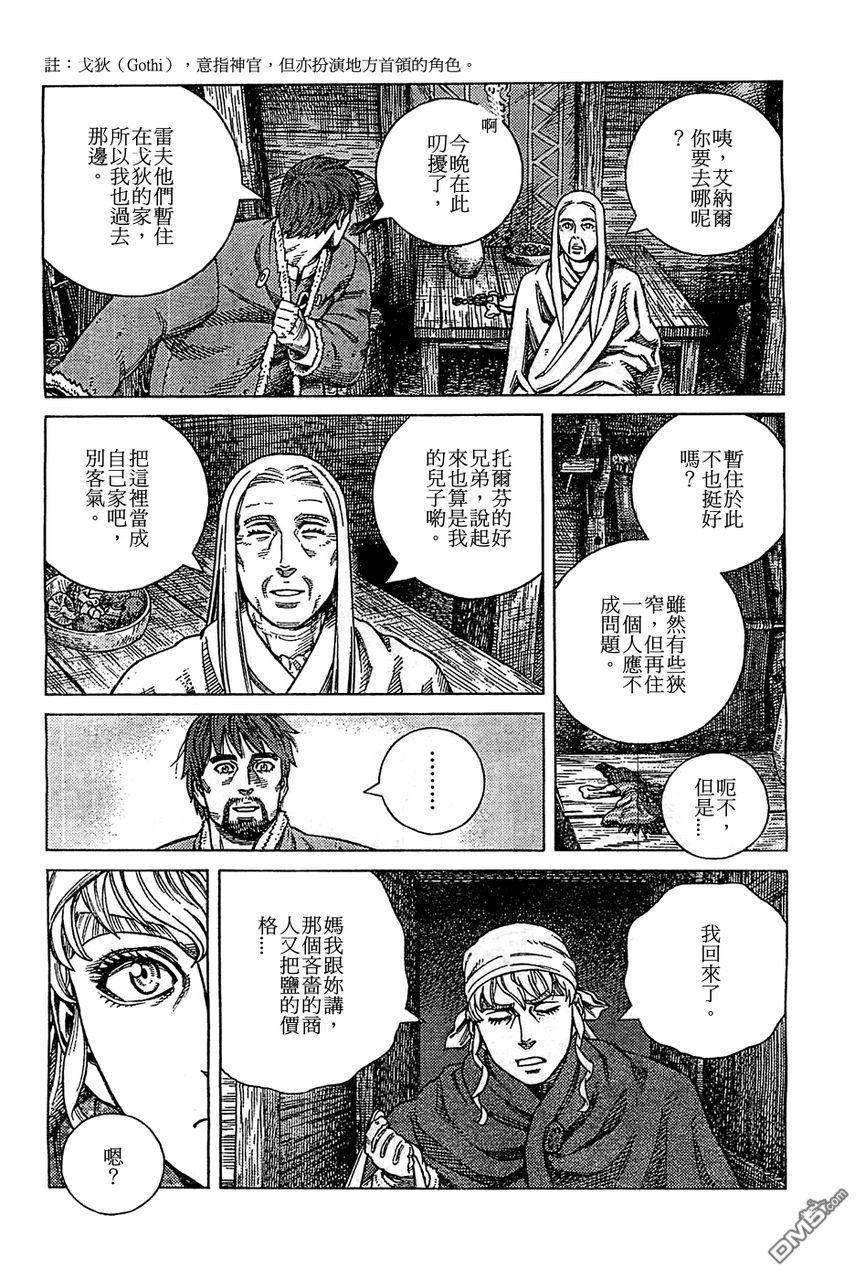 註：戈狄（Gothi），意指神官，但亦扮演地方首領的角色。
咦，艾納爾
你要去哪呢
？
啊
今晚在此
叨擾了，
雷夫他們暫住
在戈狄的家，
所以我也過去
那邊。
暫住於此
不也挺好
嗎？
雖然有些狹
窄，但再住
一個人應不
成問題。
呃不，
但是……
托爾芬的好
兄弟，說起
來也算是我
的兒子喲。
把這裡當成
自己家吧，
別客氣。
………
我回來了。
媽我跟妳講，
那個吝嗇的商
人又把鹽的價
格……
嗯？
DM5.com